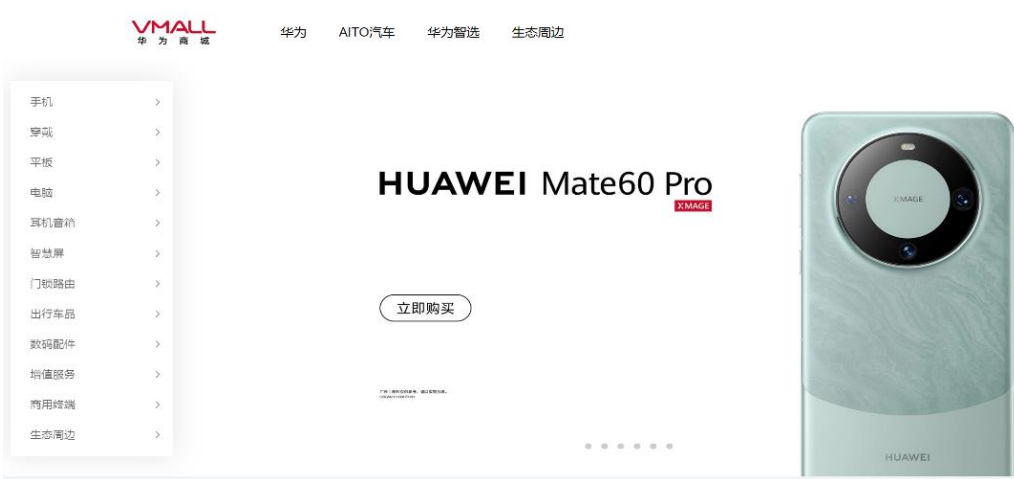 VMALL
华为商城
华为 AITO汽车 华为智选 生态周边
手机
穿戴
平板
电脑
耳机音箱
智慧屏
门锁路由
出行车品
数码配件
增值服务
商用终端
生态周边
HUAWEI Mate60 Pro
XMAGE
立即购买
XMAGE
HUAWEI